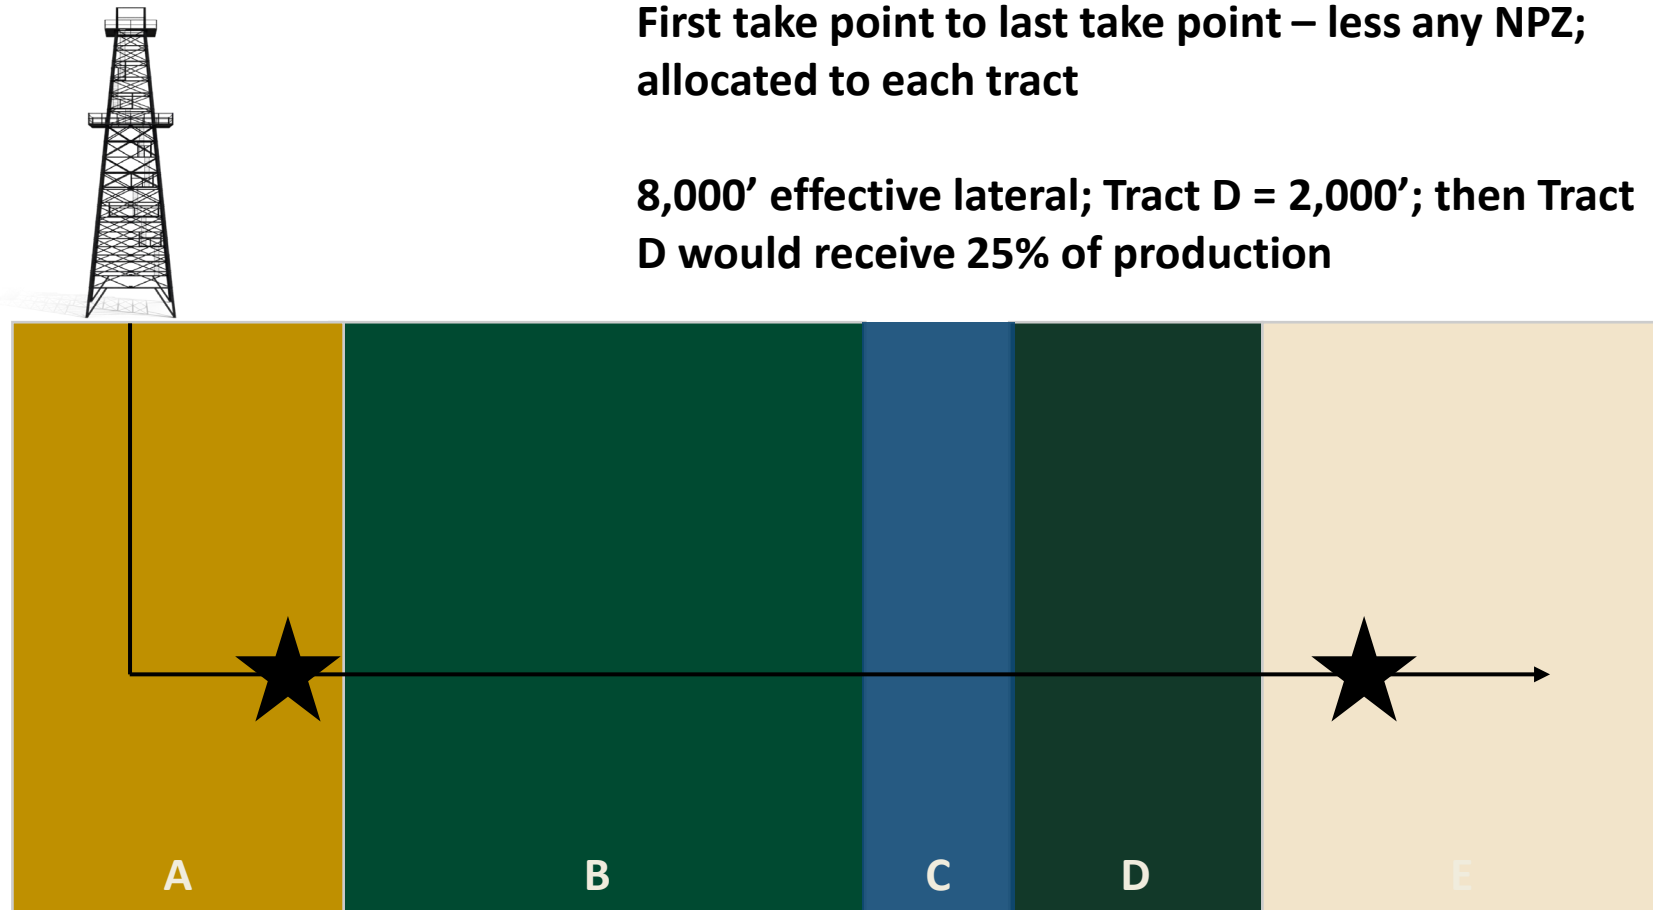 First take point to last take point – less any NPZ;
allocated to each tract
8,000’ effective lateral; Tract D = 2,000’; then Tract
D would receive 25% of production
A
B
C
D
E